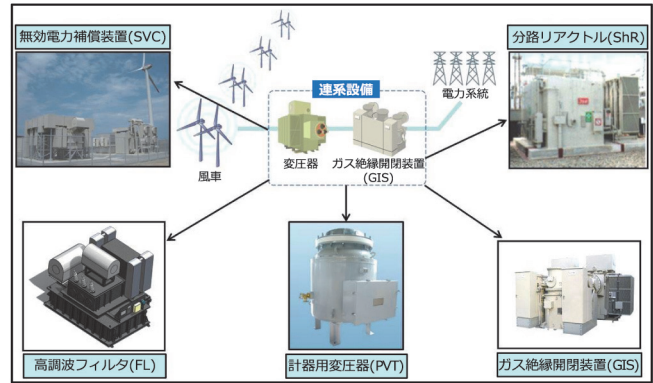 無効電力補償装置(SVC)
分路リアクトル(ShR)
連系設備
電力系統
風車
変圧器
ガス絶縁開閉装置
(GIS)
高調波フィルタ(FL)
計器用変圧器(PVT)
ガス絶縁開閉装置(GIS)